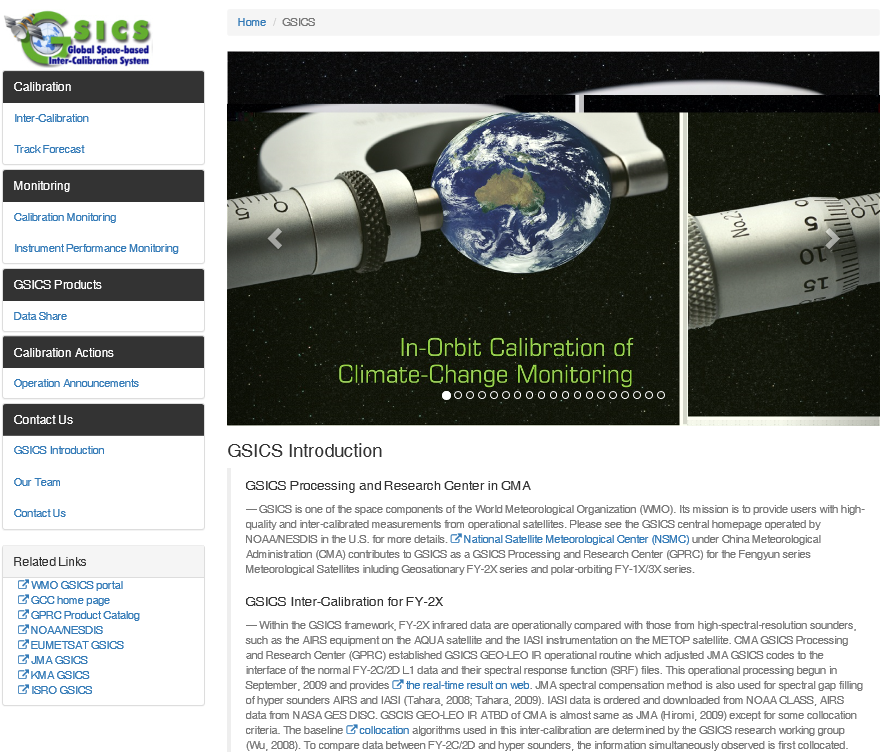 GSICS
Global Space-based
Inter-Calibration System
Calibration
Inter-Calibration
Track Forecast
Monitoring
Calibration Monitoring
Instrument Performance Monitoring
GSICS Products
Data Share
Calibration Actions
Operation Announcements
Contact Us
GSICS Introduction
Our Team
Contact Us
Related Links
WMO GSICS portal
GCC home page
GPRC Product Catalog
NOAA/NESDIS
EUMETSAT GSICS
JMA GSICS
KMA GSICS
ISRO GSICS
Home / GSICS
5 0
No.2
0 10
5
10
15
In-Orbit Calibration of
Climate-Change Monitoring
GSICS Introduction
GSICS Processing and Research Center in CMA
— GSICS is one of the space components of the World Meteorological Organization (WMO). Its mission is to provide users with high-
quality and inter-calibrated measurements from operational satellites. Please see the GSICS central homepage operated by
NOAA/NESDIS in the U.S. for more details. National Satellite Meteorological Center (NSMC) under China Meteorological
Administration (CMA) contributes to GSICS as a GSICS Processing and Research Center (GPRC) for the Fengyun series
Meteorological Satellites inluding Geosationary FY-2X series and polar-orbiting FY-1X/3X series.
GSICS Inter-Calibration for FY-2X
— Within the GSICS framework, FY-2X infrared data are operationally compared with those from high-spectral-resolution sounders,
such as the AIRS equipment on the AQUA satellite and the IASI instrumentation on the METOP satellite. CMA GSICS Processing
and Research Center (GPRC) established GSICS GEO-LEO IR operational routine which adjusted JMA GSICS codes to the
interface of the normal FY-2C/2D L1 data and their spectral response function (SRF) files. This operational processing begun in
September, 2009 and provides the real-time result on web. JMA spectral compensation method is also used for spectral gap filling
of hyper sounders AIRS and IASI (Tahara, 2008; Tahara, 2009). IASI data is ordered and downloaded from NOAA CLASS, AIRS
data from NASA GES DISC. GSCIS GEO-LEO IR ATBD of CMA is almost same as JMA (Hiromi, 2009) except for some collocation
criteria. The baseline collocation algorithms used in this inter-calibration are determined by the GSICS research working group
(Wu, 2008). To compare data between FY-2C/2D and hyper sounders, the information simultaneously observed is first collocated.